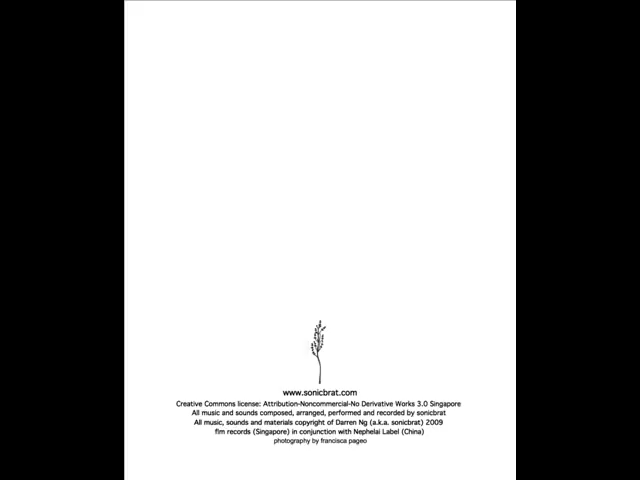 www.sonicbrat.com
Creative Commons license: Attribution-Noncommercial-No Derivative Works 3.0 Singapore
All music and sounds composed, arranged, performed and recorded by sonicbrat
All music, sounds and materials copyright of Darren Ng (a.k.a. sonicbrat) 2009
flm records (Singapore) in conjunction with Nephelai Label (China)
photography by francisca pageo